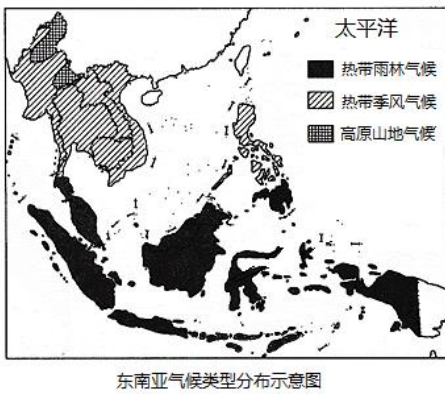 太平洋
热带雨林气候
热带季风气候
高原山地气候
东南亚气候类型分布示意图